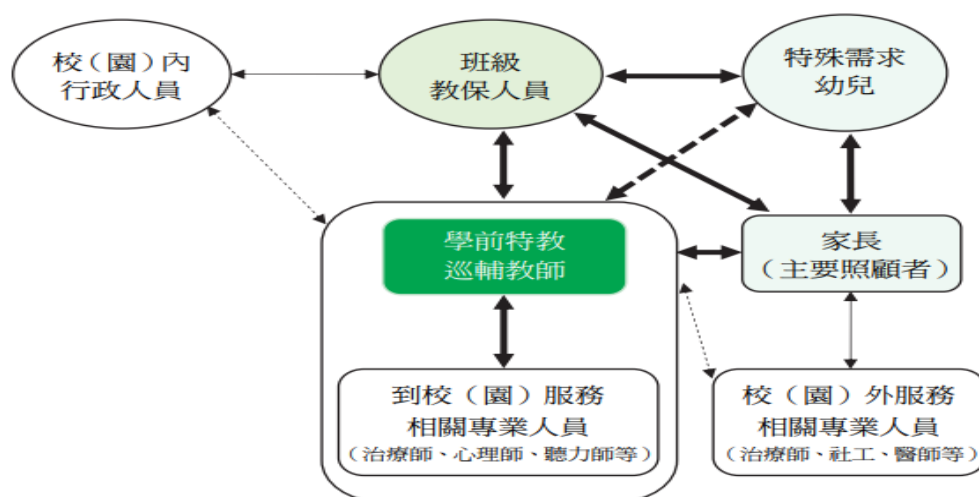 校（園）內
行政人員
班級
教保人員
特殊需求
幼兒
學前特教
巡輔教師
家長
（主要照顧者）
到校（園）服務
相關專業人員
（治療師、心理師、聽力師等）
校（園）外服務
相關專業人員
（治療師、社工、醫師等）